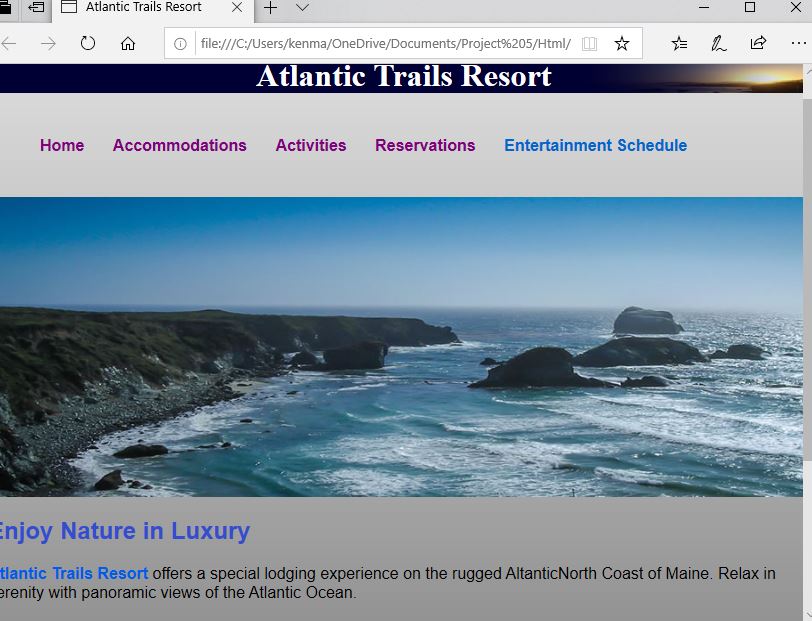 Atlantic Trails Resort
file:///C:/Users/kenma/OneDrive/Documents/Project%205/Html/
Atlantic Trails Resort
Home Accommodations Activities Reservations Entertainment Schedule
Enjoy Nature in Luxury
tlantic Trails Resort offers a special lodging experience on the rugged AltanticNorth Coast of Maine. Relax in
erenity with panoramic views of the Atlantic Ocean.